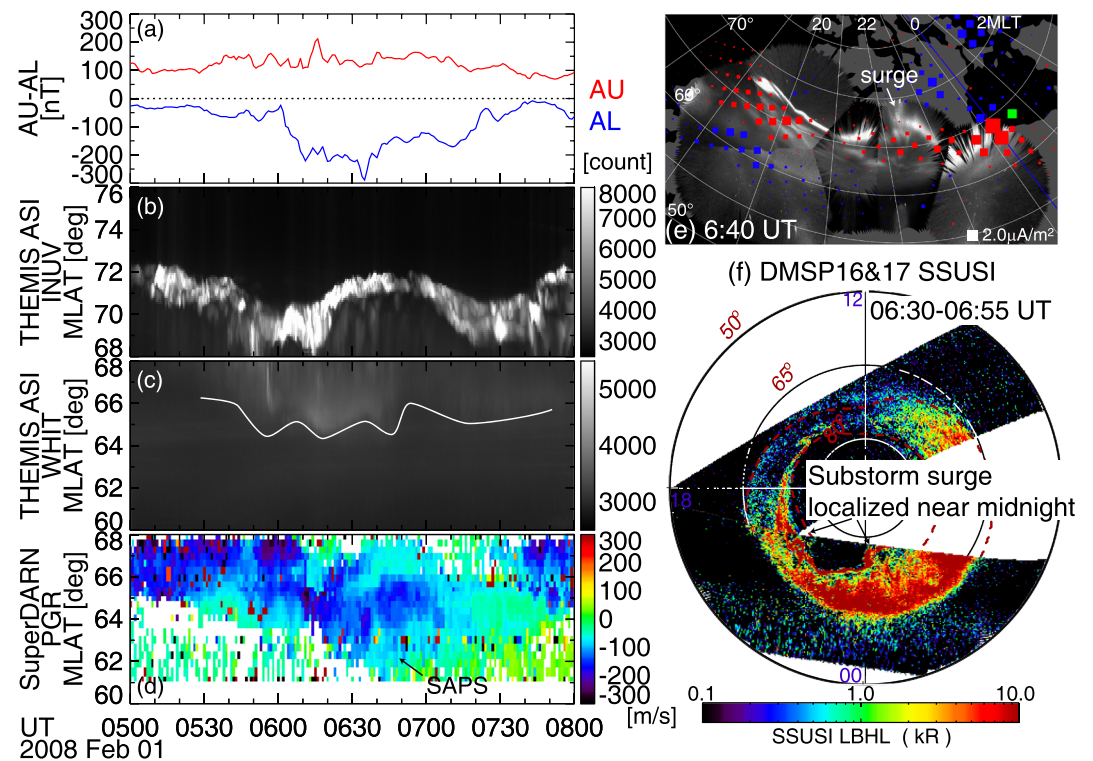 (a)
300
200
100
0
-100
-200
-300
AU-AL
[nT]
AU
AL
[count]
76
74
72
70
68
(b)
THEMIS ASI
INUV
MLAT [deg]
8000
7000
6000
5000
4000
3000
68
66
64
62
60
(c)
THEMIS ASI
WHIT
MLAT [deg]
5000
4000
3000
68
66
64
62
60
(d)
SuperDARN
PGR
MLAT [deg]
SAPS
300
200
100
0
-100
-200
-300
[m/s]
UT
0500 0530 0600 0630 0700 0730 0800
2008 Feb 01
70° 20 22 0 2MLT
surge
50°
(e) 6:40 UT
2.0μA/m²
(f) DMSP16&17 SSUSI
12
06:30-06:55 UT
50°
65°
80
18
Substorm surge
localized near midnight
00
0.1 1.0 10.0
SSUSI LBHL ( kR )